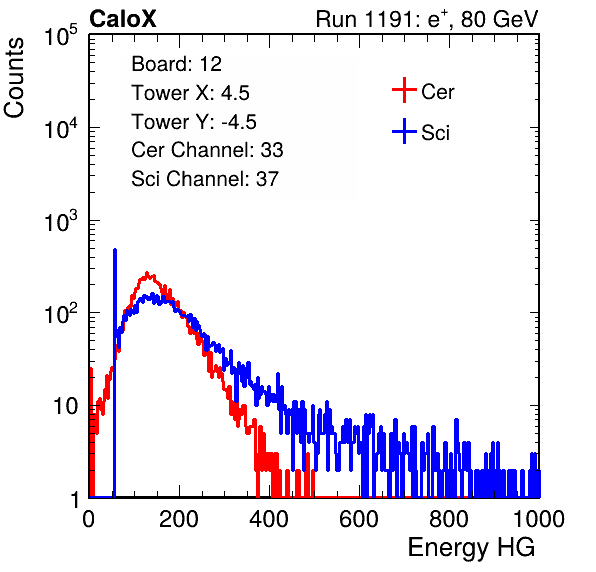 CaloX Run 1191: e⁺, 80 GeV
Counts
10⁵
10⁴
10³
10²
10
1
Board: 12
Tower X: 4.5
Tower Y: -4.5
Cer Channel: 33
Sci Channel: 37
Cer
Sci
0 200 400 600 800 1000
Energy HG